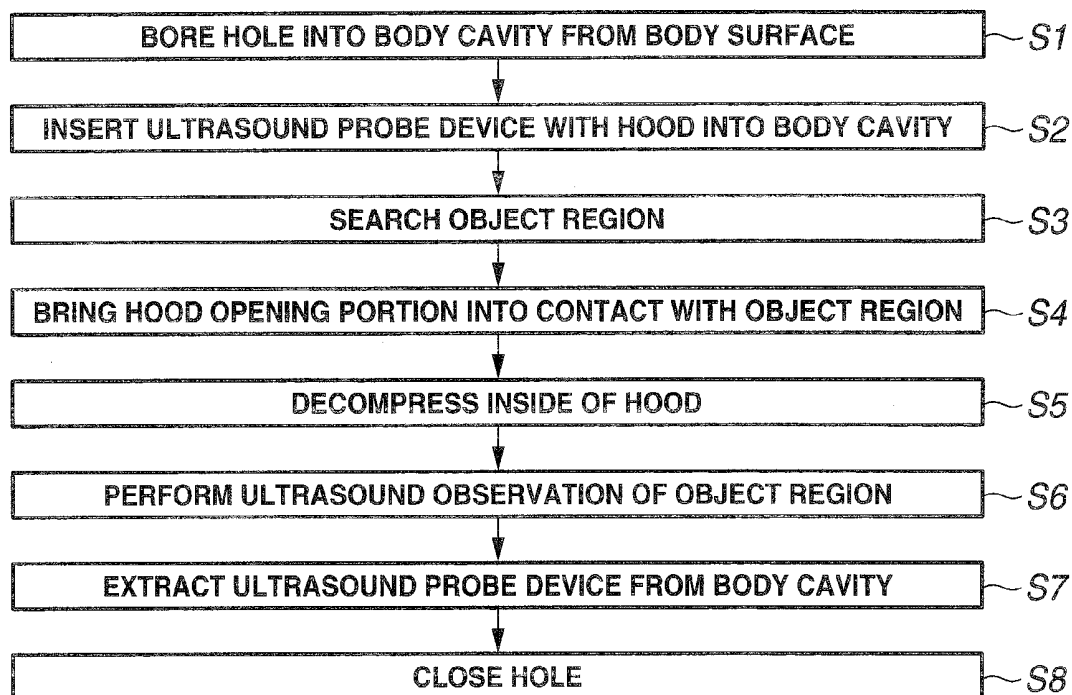 BORE HOLE INTO BODY CAVITY FROM BODY SURFACE S1
INSERT ULTRASOUND PROBE DEVICE WITH HOOD INTO BODY CAVITY S2
SEARCH OBJECT REGION S3
BRING HOOD OPENING PORTION INTO CONTACT WITH OBJECT REGION S4
DECOMPRESS INSIDE OF HOOD S5
PERFORM ULTRASOUND OBSERVATION OF OBJECT REGION S6
EXTRACT ULTRASOUND PROBE DEVICE FROM BODY CAVITY S7
CLOSE HOLE S8